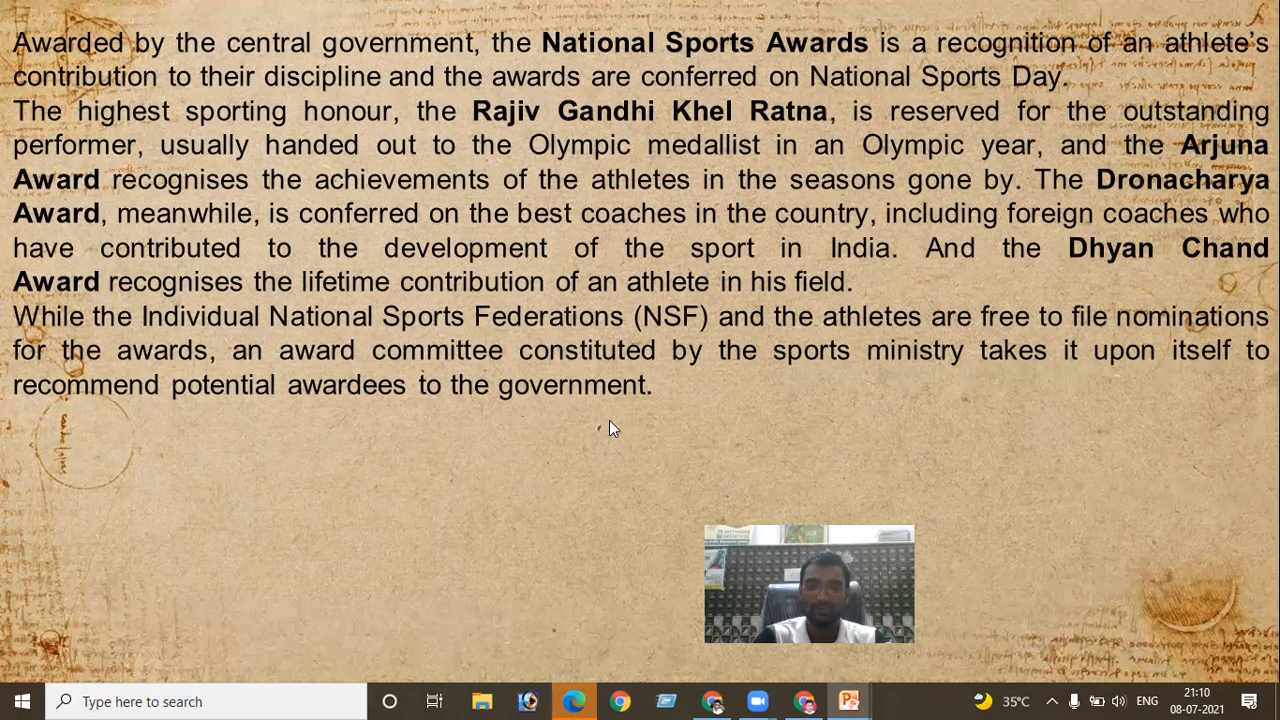 Awarded by the central government, the National Sports Awards is a recognition of an athlete’s
contribution to their discipline and the awards are conferred on National Sports Day.
The highest sporting honour, the Rajiv Gandhi Khel Ratna, is reserved for the outstanding
performer, usually handed out to the Olympic medallist in an Olympic year, and the Arjuna
Award recognises the achievements of the athletes in the seasons gone by. The Dronacharya
Award, meanwhile, is conferred on the best coaches in the country, including foreign coaches who
have contributed to the development of the sport in India. And the Dhyan Chand
Award recognises the lifetime contribution of an athlete in his field.
While the Individual National Sports Federations (NSF) and the athletes are free to file nominations
for the awards, an award committee constituted by the sports ministry takes it upon itself to
recommend potential awardees to the government.
Type here to search
35°C
ENG
21:10
08-07-2021